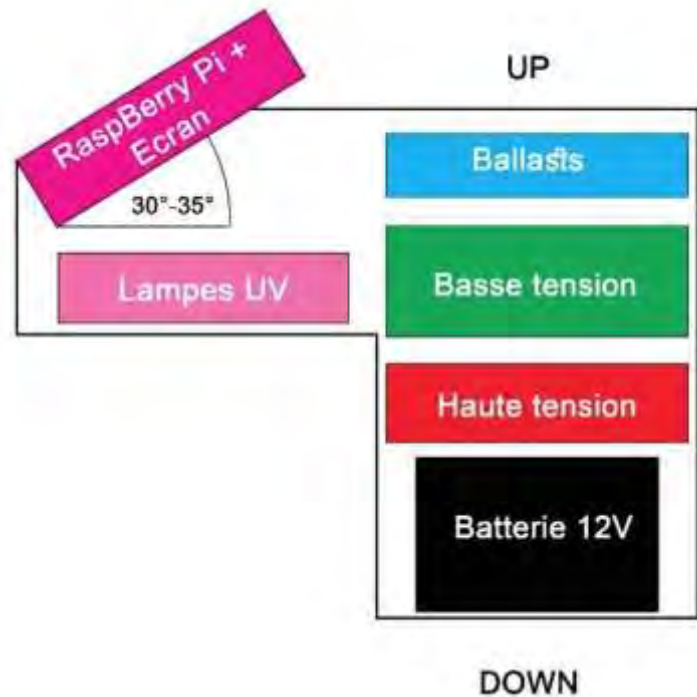 UP
RaspBerry Pi +
Ecran
30°-35°
Ballasts
Lampes UV
Basse tension
Haute tension
Batterie 12V
DOWN